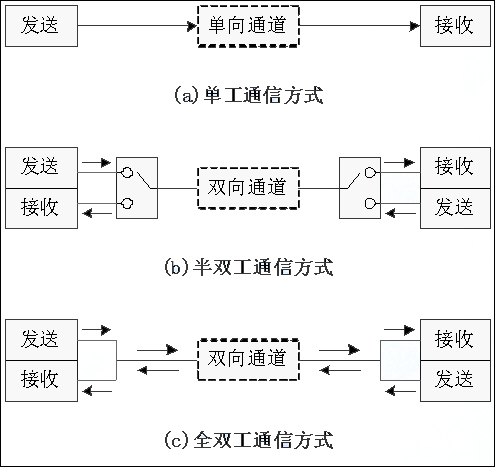 发送 单向通道 接收
(a)单工通信方式
发送 接收
双向通道
接收 发送
(b)半双工通信方式
发送 接收
双向通道
接收 发送
(c)全双工通信方式